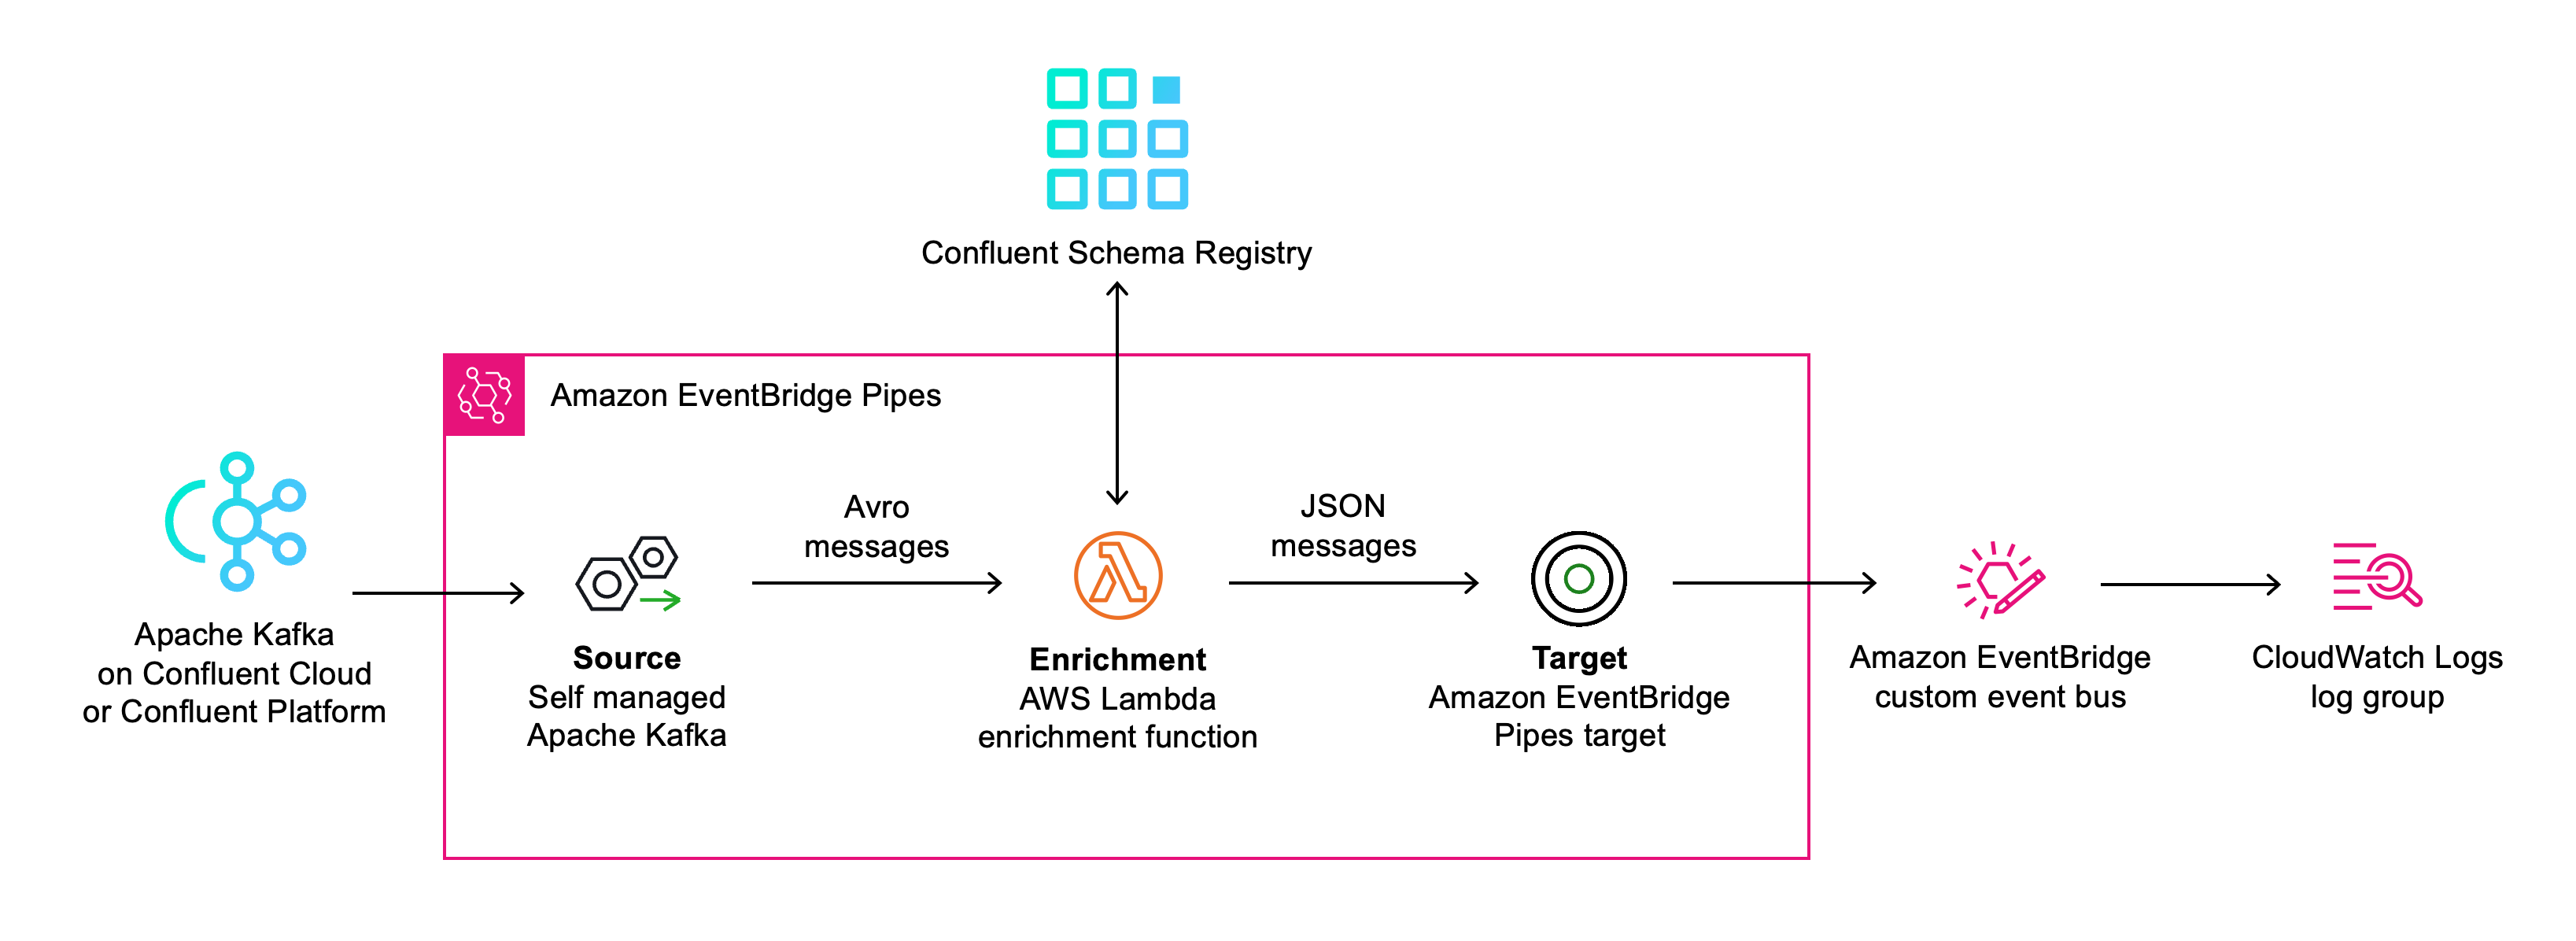 Confluent Schema Registry
Amazon EventBridge Pipes
Apache Kafka
on Confluent Cloud
or Confluent Platform
Source
Self managed
Apache Kafka
Avro
messages
Enrichment
AWS Lambda
enrichment function
JSON
messages
Target
Amazon EventBridge
Pipes target
Amazon EventBridge
custom event bus
CloudWatch Logs
log group